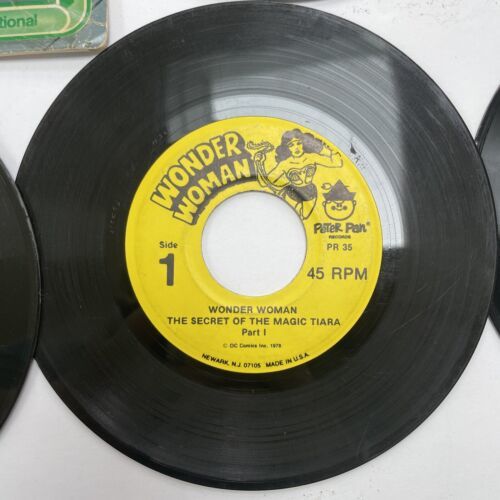 tional
WONDER
WOMAN
Peter Pan®
RECORDS
PR 35
Side
1
45 RPM
WONDER WOMAN
THE SECRET OF THE MAGIC TIARA
Part I
© DC Comics Inc. 1978
NEWARK, N.J. 07105 MADE IN U.S.A.